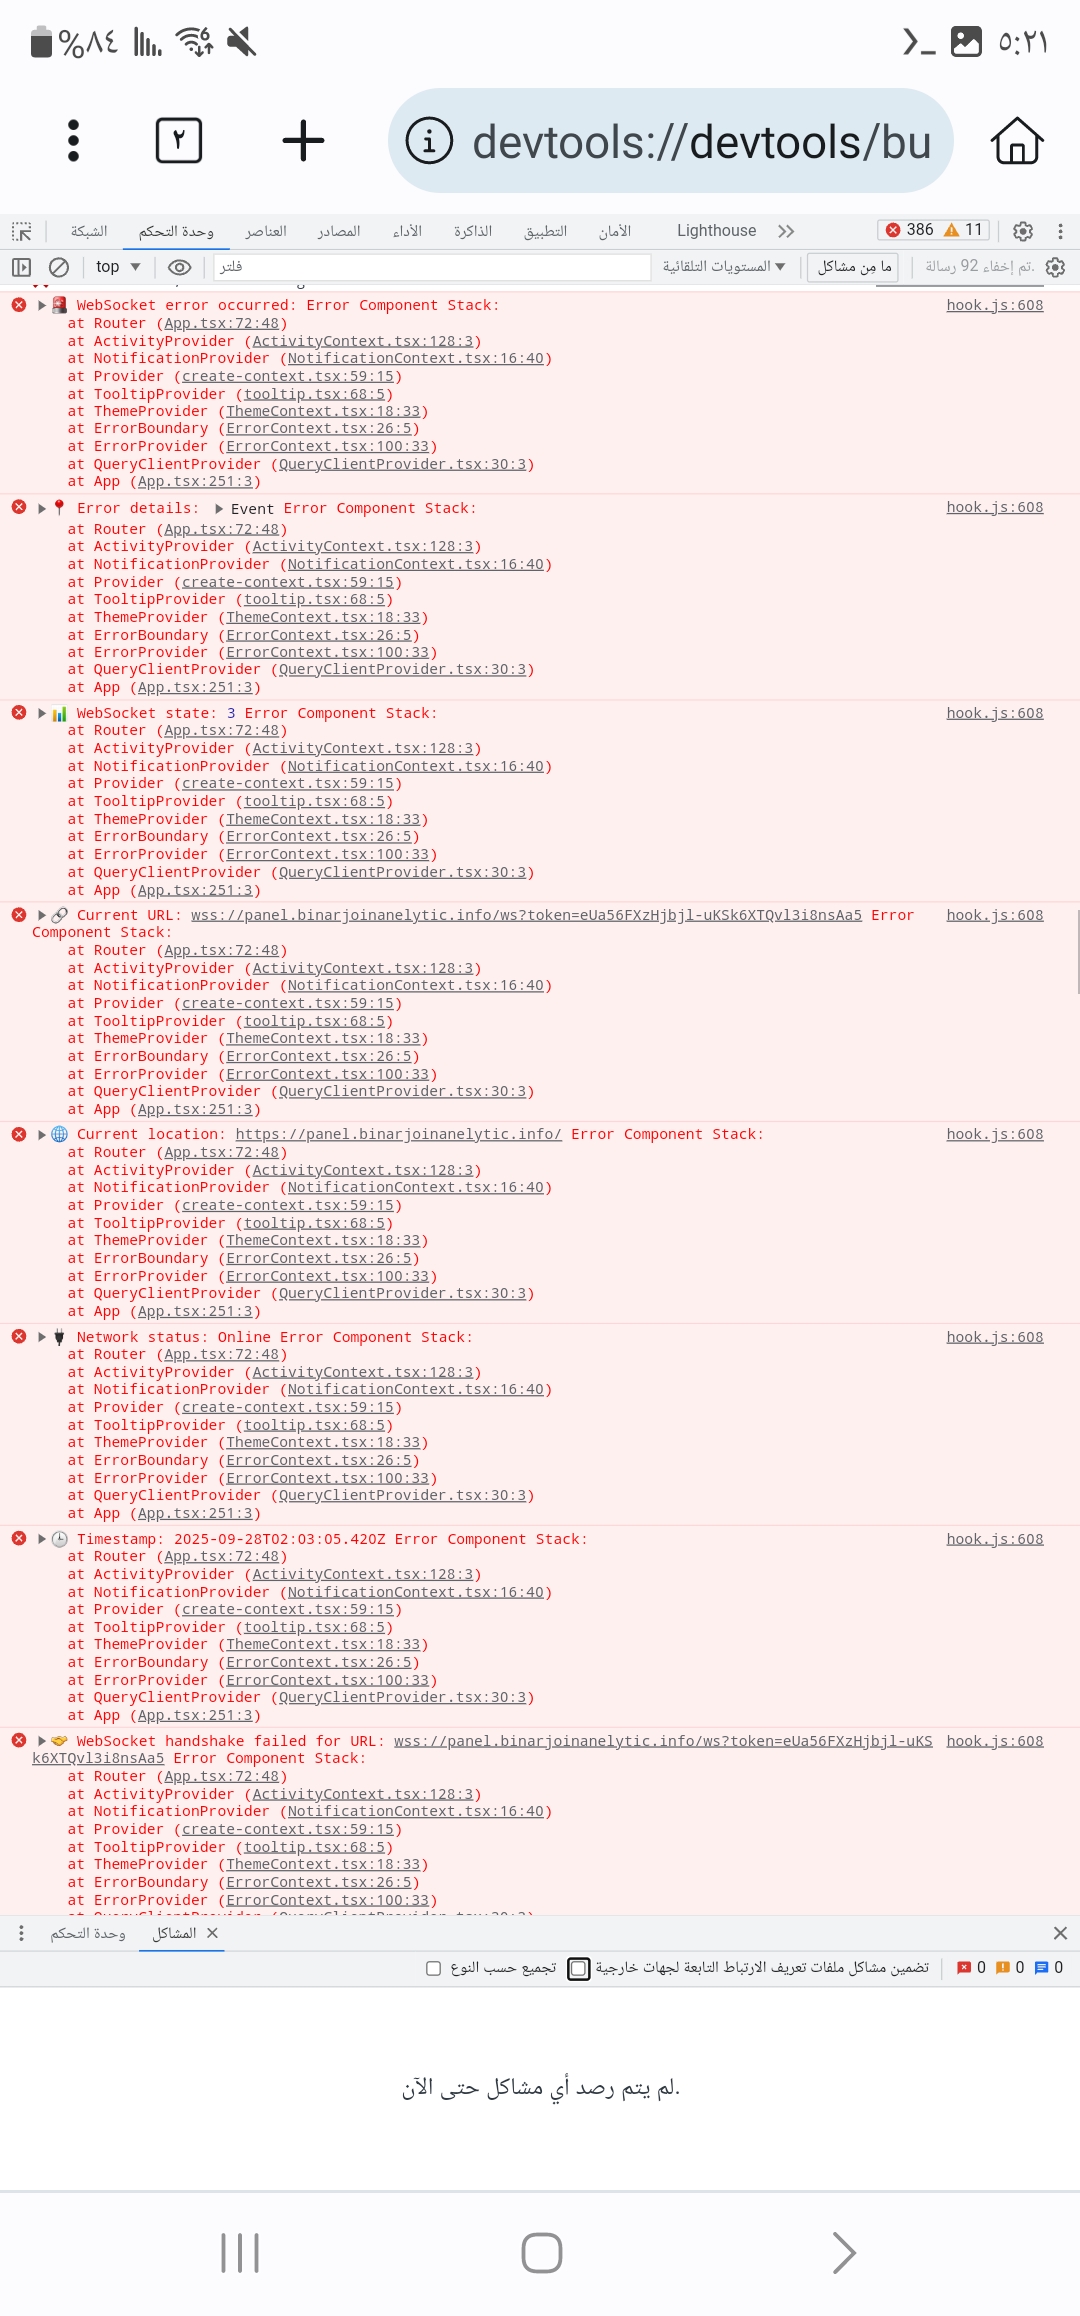 %٨٤
٥:٢١
٢
devtools://devtools/bu
الشبكة
وحدة التحكم
العناصر
المصادر
الأداء
الذاكرة
التطبيق
الأمان
Lighthouse
386
11
top
فلتر
المستويات التلقائية
ما مِن مشاكل
تم إخفاء 92 رسالة.
WebSocket error occurred: Error Component Stack: hook.js:608
at Router (App.tsx:72:48)
at ActivityProvider (ActivityContext.tsx:128:3)
at NotificationProvider (NotificationContext.tsx:16:40)
at Provider (create-context.tsx:59:15)
at TooltipProvider (tooltip.tsx:68:5)
at ThemeProvider (ThemeContext.tsx:18:33)
at ErrorBoundary (ErrorContext.tsx:26:5)
at ErrorProvider (ErrorContext.tsx:100:33)
at QueryClientProvider (QueryClientProvider.tsx:30:3)
at App (App.tsx:251:3)
Error details: Event Error Component Stack: hook.js:608
at Router (App.tsx:72:48)
at ActivityProvider (ActivityContext.tsx:128:3)
at NotificationProvider (NotificationContext.tsx:16:40)
at Provider (create-context.tsx:59:15)
at TooltipProvider (tooltip.tsx:68:5)
at ThemeProvider (ThemeContext.tsx:18:33)
at ErrorBoundary (ErrorContext.tsx:26:5)
at ErrorProvider (ErrorContext.tsx:100:33)
at QueryClientProvider (QueryClientProvider.tsx:30:3)
at App (App.tsx:251:3)
WebSocket state: 3 Error Component Stack: hook.js:608
at Router (App.tsx:72:48)
at ActivityProvider (ActivityContext.tsx:128:3)
at NotificationProvider (NotificationContext.tsx:16:40)
at Provider (create-context.tsx:59:15)
at TooltipProvider (tooltip.tsx:68:5)
at ThemeProvider (ThemeContext.tsx:18:33)
at ErrorBoundary (ErrorContext.tsx:26:5)
at ErrorProvider (ErrorContext.tsx:100:33)
at QueryClientProvider (QueryClientProvider.tsx:30:3)
at App (App.tsx:251:3)
Current URL: wss://panel.binarjoinanelytic.info/ws?token=eUa56FXzHjbjl-uKSk6XTQvl3i8nsAa5 Error hook.js:608
Component Stack:
at Router (App.tsx:72:48)
at ActivityProvider (ActivityContext.tsx:128:3)
at NotificationProvider (NotificationContext.tsx:16:40)
at Provider (create-context.tsx:59:15)
at TooltipProvider (tooltip.tsx:68:5)
at ThemeProvider (ThemeContext.tsx:18:33)
at ErrorBoundary (ErrorContext.tsx:26:5)
at ErrorProvider (ErrorContext.tsx:100:33)
at QueryClientProvider (QueryClientProvider.tsx:30:3)
at App (App.tsx:251:3)
Current location: https://panel.binarjoinanelytic.info/ Error Component Stack: hook.js:608
at Router (App.tsx:72:48)
at ActivityProvider (ActivityContext.tsx:128:3)
at NotificationProvider (NotificationContext.tsx:16:40)
at Provider (create-context.tsx:59:15)
at TooltipProvider (tooltip.tsx:68:5)
at ThemeProvider (ThemeContext.tsx:18:33)
at ErrorBoundary (ErrorContext.tsx:26:5)
at ErrorProvider (ErrorContext.tsx:100:33)
at QueryClientProvider (QueryClientProvider.tsx:30:3)
at App (App.tsx:251:3)
Network status: Online Error Component Stack: hook.js:608
at Router (App.tsx:72:48)
at ActivityProvider (ActivityContext.tsx:128:3)
at NotificationProvider (NotificationContext.tsx:16:40)
at Provider (create-context.tsx:59:15)
at TooltipProvider (tooltip.tsx:68:5)
at ThemeProvider (ThemeContext.tsx:18:33)
at ErrorBoundary (ErrorContext.tsx:26:5)
at ErrorProvider (ErrorContext.tsx:100:33)
at QueryClientProvider (QueryClientProvider.tsx:30:3)
at App (App.tsx:251:3)
Timestamp: 2025-09-28T02:03:05.420Z Error Component Stack: hook.js:608
at Router (App.tsx:72:48)
at ActivityProvider (ActivityContext.tsx:128:3)
at NotificationProvider (NotificationContext.tsx:16:40)
at Provider (create-context.tsx:59:15)
at TooltipProvider (tooltip.tsx:68:5)
at ThemeProvider (ThemeContext.tsx:18:33)
at ErrorBoundary (ErrorContext.tsx:26:5)
at ErrorProvider (ErrorContext.tsx:100:33)
at QueryClientProvider (QueryClientProvider.tsx:30:3)
at App (App.tsx:251:3)
WebSocket handshake failed for URL: wss://panel.binarjoinanelytic.info/ws?token=eUa56FXzHjbjl-uKS hook.js:608
k6XTQvl3i8nsAa5 Error Component Stack:
at Router (App.tsx:72:48)
at ActivityProvider (ActivityContext.tsx:128:3)
at NotificationProvider (NotificationContext.tsx:16:40)
at Provider (create-context.tsx:59:15)
at TooltipProvider (tooltip.tsx:68:5)
at ThemeProvider (ThemeContext.tsx:18:33)
at ErrorBoundary (ErrorContext.tsx:26:5)
at ErrorProvider (ErrorContext.tsx:100:33)
وحدة التحكم
المشاكل
تجميع حسب النوع
تضمين مشاكل ملفات تعريف الارتباط التابعة لجهات خارجية
0
0
0
لم يتم رصد أي مشاكل حتى الآن.